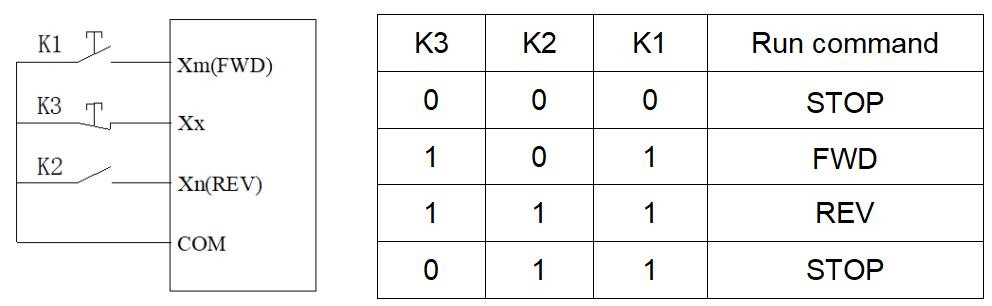 K1
Xm(FWD)
K3
Xx
K2
Xn(REV)
COM
K3 K2 K1 Run command
0 0 0 STOP
1 0 1 FWD
1 1 1 REV
0 1 1 STOP